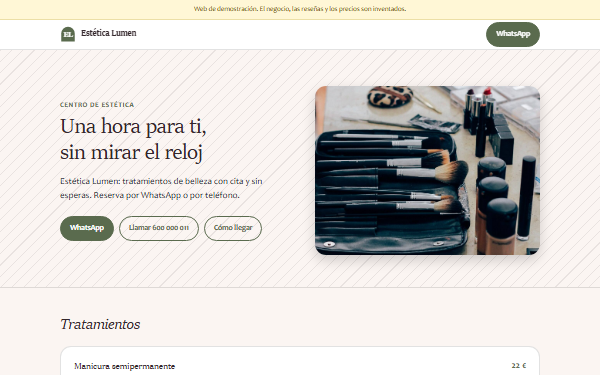 Web de demostración. El negocio, las reseñas y los precios son inventados.
EL Estética Lumen
WhatsApp
CENTRO DE ESTÉTICA
Una hora para ti,
sin mirar el reloj
Estética Lumen: tratamientos de belleza con cita y sin
esperas. Reserva por WhatsApp o por teléfono.
WhatsApp Llamar 600 000 011 Cómo llegar
Tratamientos
Manicura semipermanente 22 €